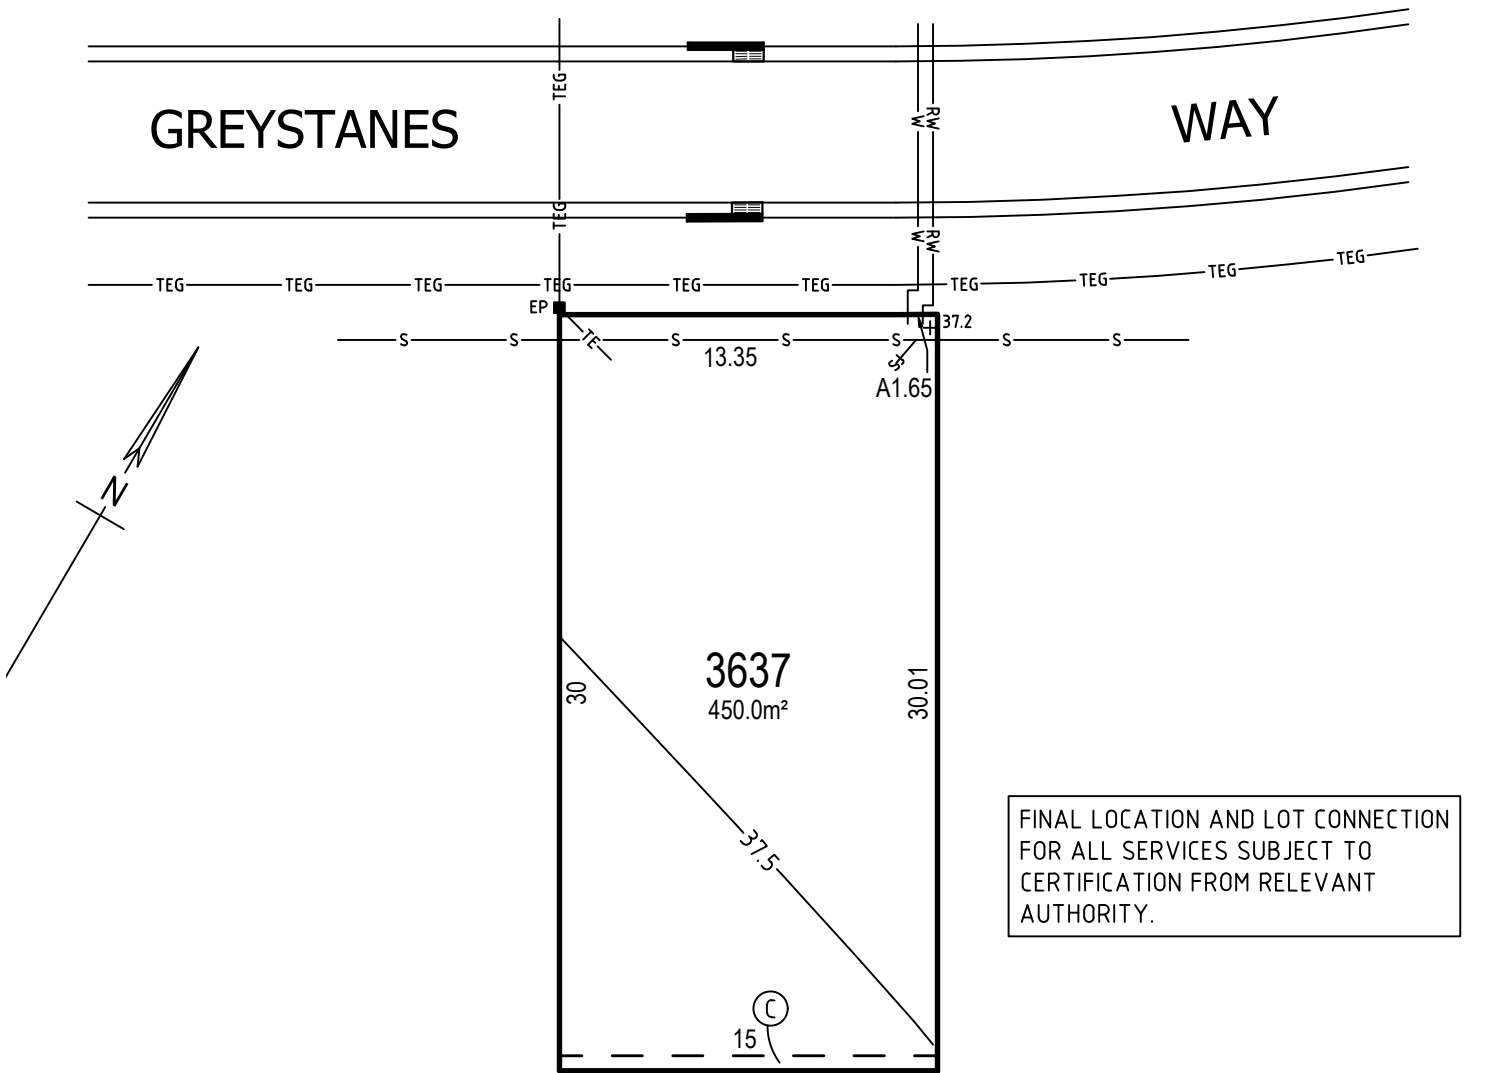 TEG
GREYSTANES
WAY
RW
W
TEG
RW
W
TEG TEG TEG TEG TEG TEG TEG TEG TEG TEG
EP
37.2
S S TE S S S S S
13.35
S
A1.65
N
3637
450.0m²
30
30.01
37.5
FINAL LOCATION AND LOT CONNECTION
FOR ALL SERVICES SUBJECT TO
CERTIFICATION FROM RELEVANT
AUTHORITY.
C
15